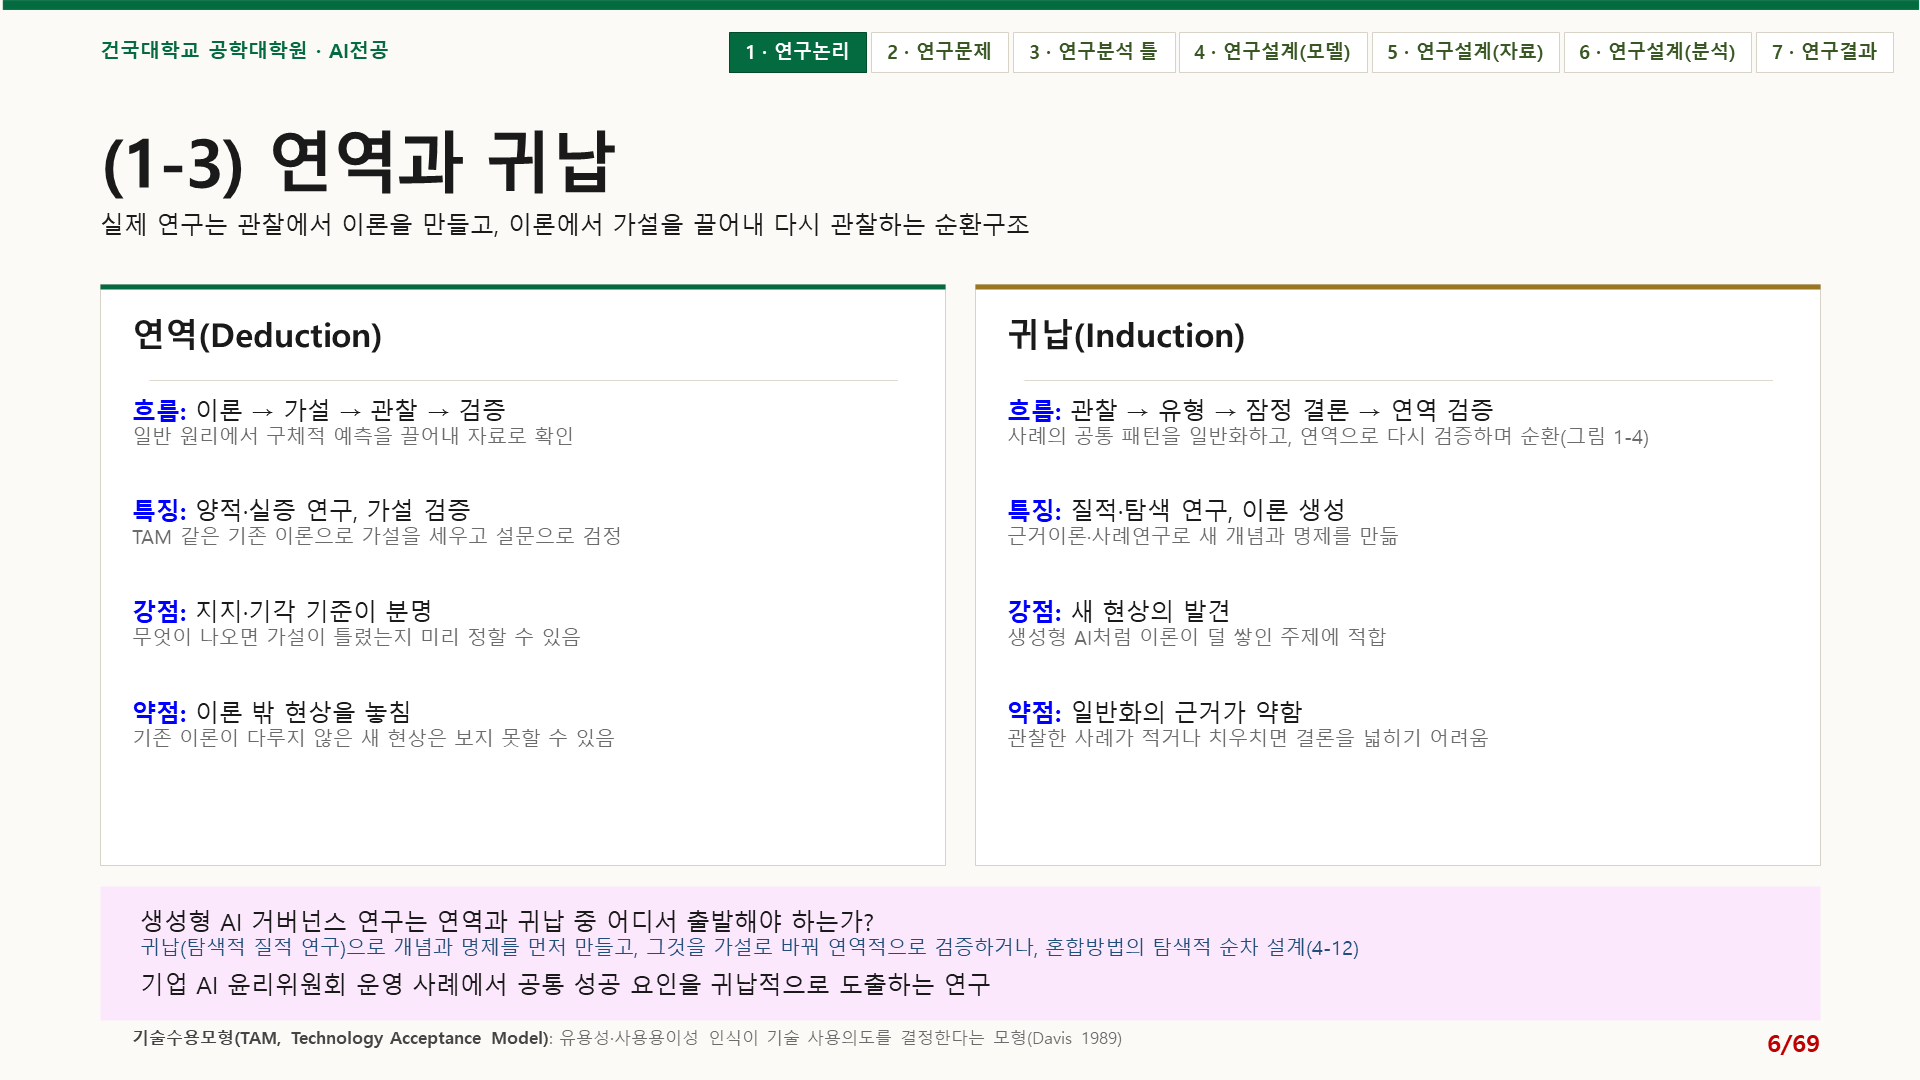 건국대학교 공학대학원 · AI전공
1 · 연구논리
2 · 연구문제
3 · 연구분석 틀
4 · 연구설계(모델)
5 · 연구설계(자료)
6 · 연구설계(분석)
7 · 연구결과
(1-3) 연역과 귀납
실제 연구는 관찰에서 이론을 만들고, 이론에서 가설을 끌어내 다시 관찰하는 순환구조
연역(Deduction)
흐름: 이론 → 가설 → 관찰 → 검증
일반 원리에서 구체적 예측을 끌어내 자료로 확인
특징: 양적·실증 연구, 가설 검증
TAM 같은 기존 이론으로 가설을 세우고 설문으로 검정
강점: 지지·기각 기준이 분명
무엇이 나오면 가설이 틀렸는지 미리 정할 수 있음
약점: 이론 밖 현상을 놓침
기존 이론이 다루지 않은 새 현상은 보지 못할 수 있음
귀납(Induction)
흐름: 관찰 → 유형 → 잠정 결론 → 연역 검증
사례의 공통 패턴을 일반화하고, 연역으로 다시 검증하며 순환(그림 1-4)
특징: 질적·탐색 연구, 이론 생성
근거이론·사례연구로 새 개념과 명제를 만듦
강점: 새 현상의 발견
생성형 AI처럼 이론이 덜 쌓인 주제에 적합
약점: 일반화의 근거가 약함
관찰한 사례가 적거나 치우치면 결론을 넓히기 어려움
생성형 AI 거버넌스 연구는 연역과 귀납 중 어디서 출발해야 하는가?
귀납(탐색적 질적 연구)으로 개념과 명제를 먼저 만들고, 그것을 가설로 바꿔 연역적으로 검증하거나, 혼합방법의 탐색적 순차 설계(4-12)
기업 AI 윤리위원회 운영 사례에서 공통 성공 요인을 귀납적으로 도출하는 연구
기술수용모형(TAM, Technology Acceptance Model): 유용성·사용용이성 인식이 기술 사용의도를 결정한다는 모형(Davis 1989)
6/69